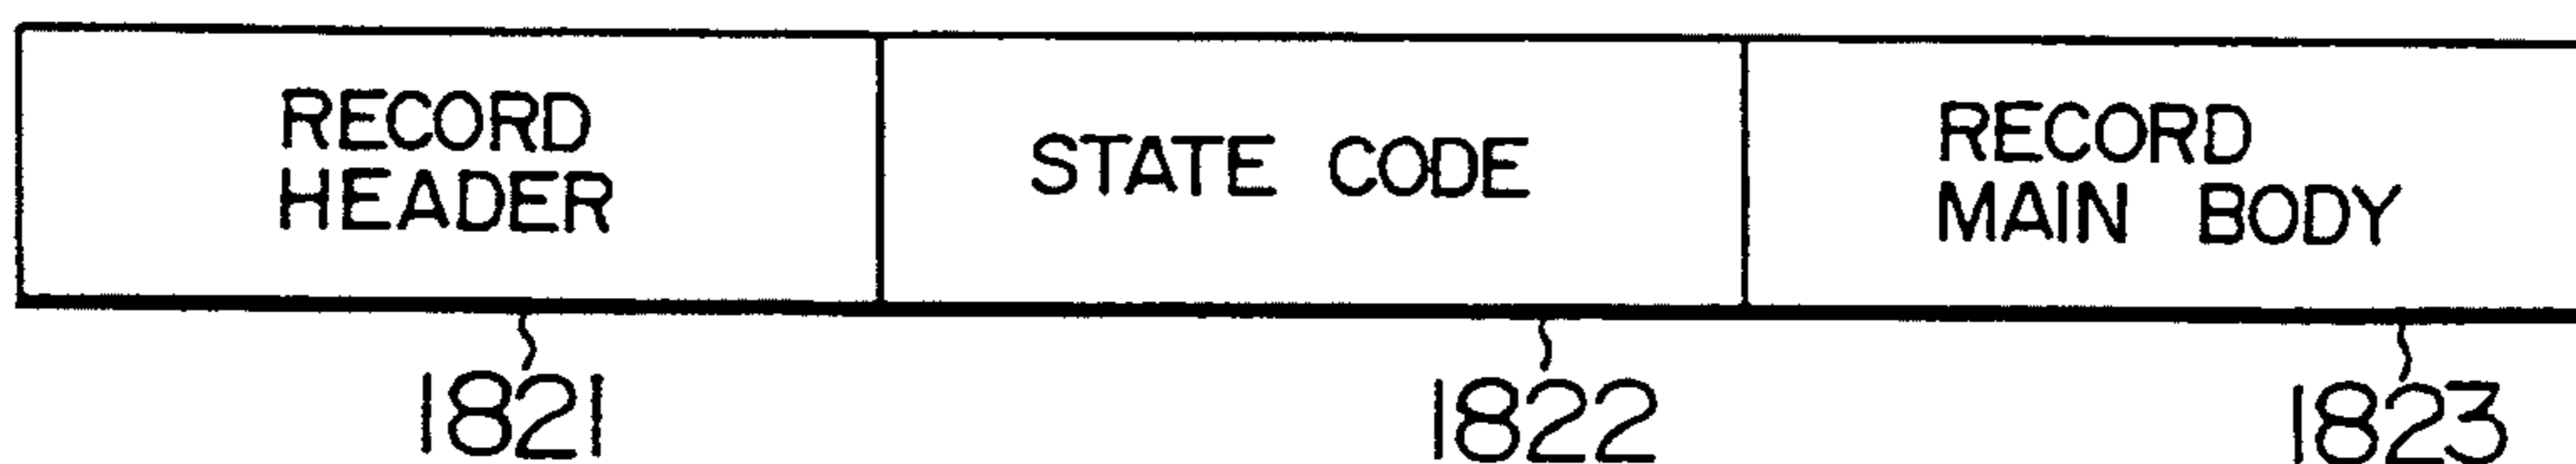 RECORD
HEADER
STATE CODE
RECORD
MAIN BODY
1821
1822
1823